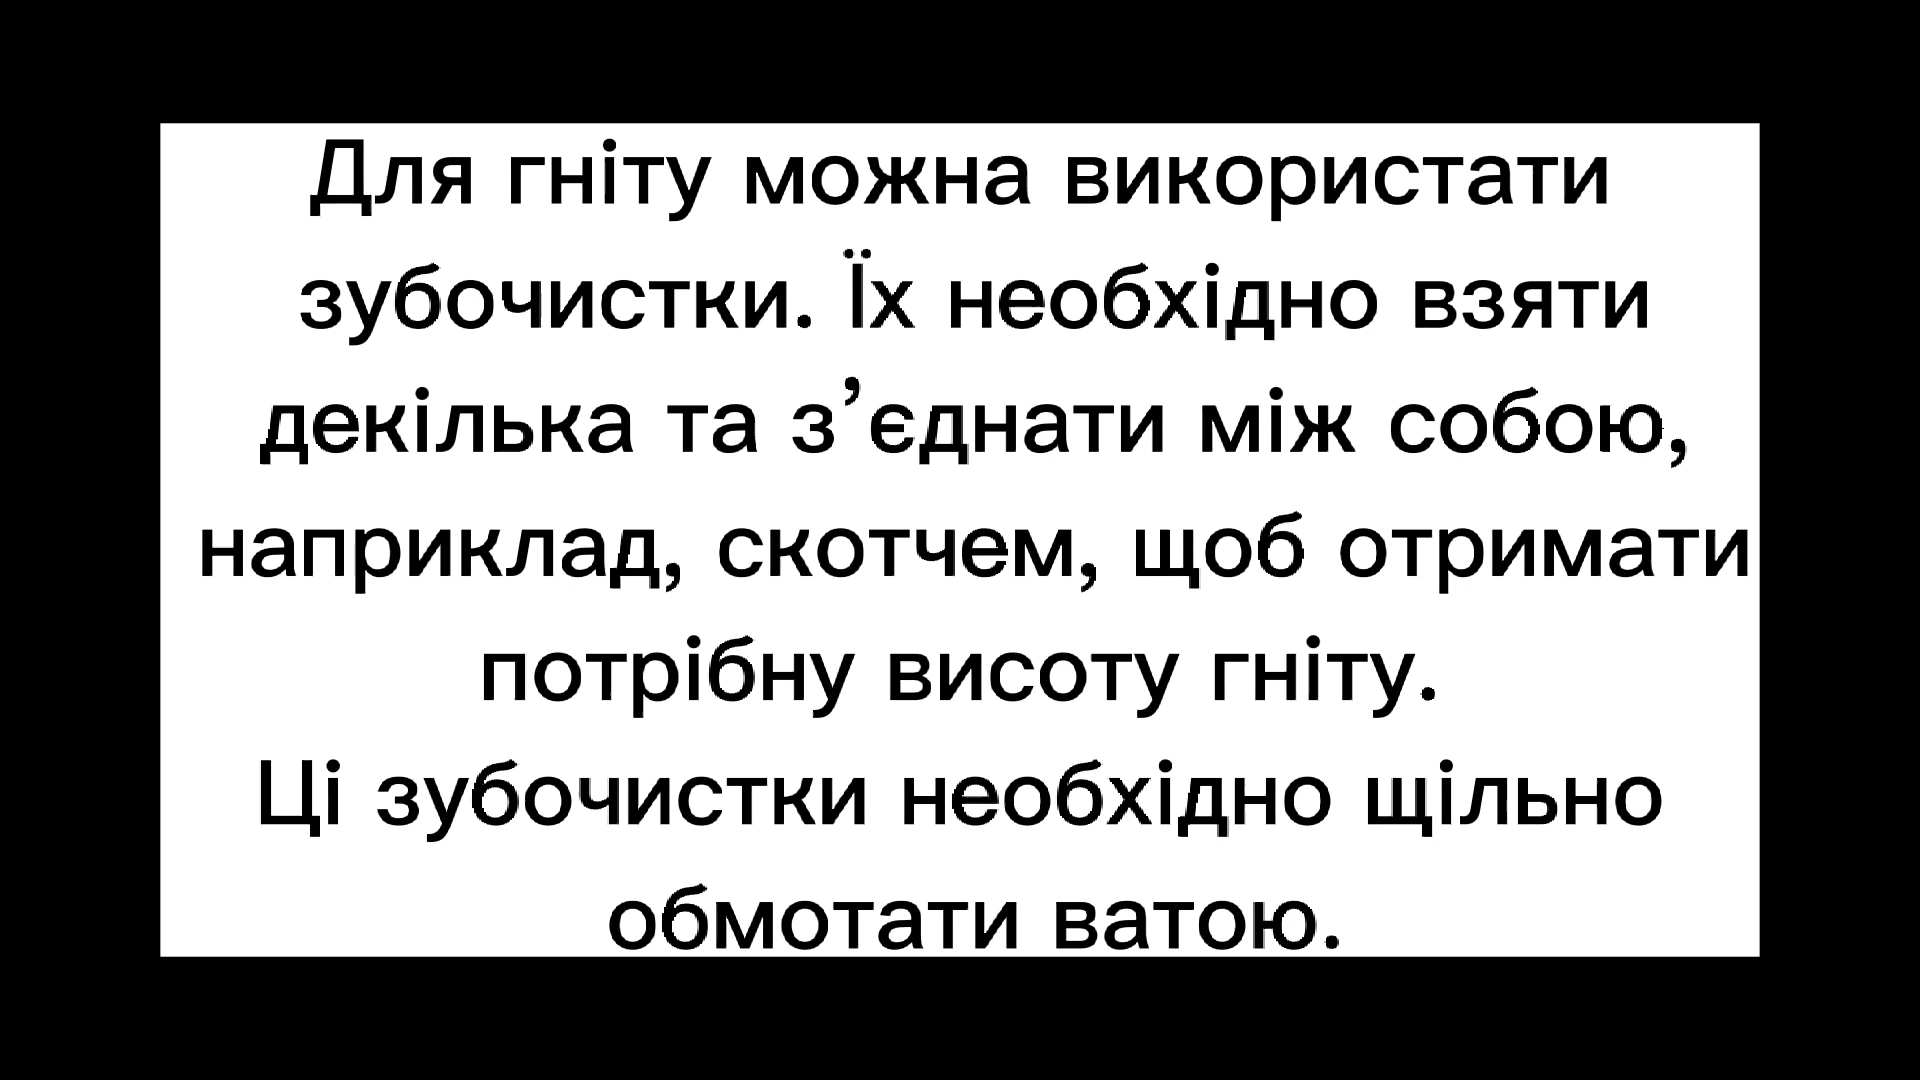 Для гніту можна використати
зубочистки. Їх необхідно взяти
декілька та з’єднати між собою,
наприклад, скотчем, щоб отримати
потрібну висоту гніту.
Ці зубочистки необхідно щільно
обмотати ватою.